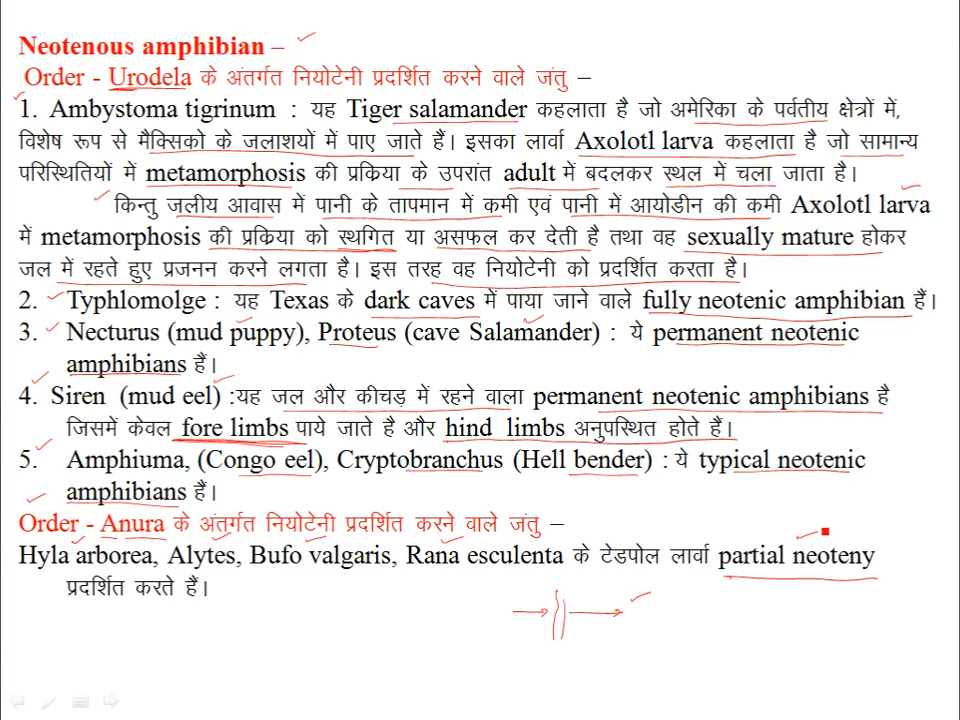 Neotenous amphibian –
Order - Urodela के अंतर्गत नियोटेनी प्रदर्शित करने वाले जंतु –
1. Ambystoma tigrinum : यह Tiger salamander कहलाता है जो अमेरिका के पर्वतीय क्षेत्रों में,
विशेष रूप से मैक्सिको के जलाशयों में पाए जाते हैं। इसका लार्वा Axolotl larva कहलाता है जो सामान्य
परिस्थितियों में metamorphosis की प्रक्रिया के उपरांत adult में बदलकर स्थल में चला जाता है।
किन्तु जलीय आवास में पानी के तापमान में कमी एवं पानी में आयोडीन की कमी Axolotl larva
में metamorphosis की प्रक्रिया को स्थगित या असफल कर देती है तथा वह sexually mature होकर
जल में रहते हुए प्रजनन करने लगता है। इस तरह वह नियोटेनी को प्रदर्शित करता है।
2. Typhlomolge : यह Texas के dark caves में पाया जाने वाले fully neotenic amphibian हैं।
3. Necturus (mud puppy), Proteus (cave Salamander) : ये permanent neotenic
amphibians हैं।
4. Siren (mud eel) :यह जल और कीचड़ में रहने वाला permanent neotenic amphibians है
जिसमें केवल fore limbs पाये जाते है और hind limbs अनुपस्थित होते हैं।
5. Amphiuma, (Congo eel), Cryptobranchus (Hell bender) : ये typical neotenic
amphibians हैं।
Order - Anura के अंतर्गत नियोटेनी प्रदर्शित करने वाले जंतु –
Hyla arborea, Alytes, Bufo valgaris, Rana esculenta के टेडपोल लार्वा partial neoteny
प्रदर्शित करते हैं।